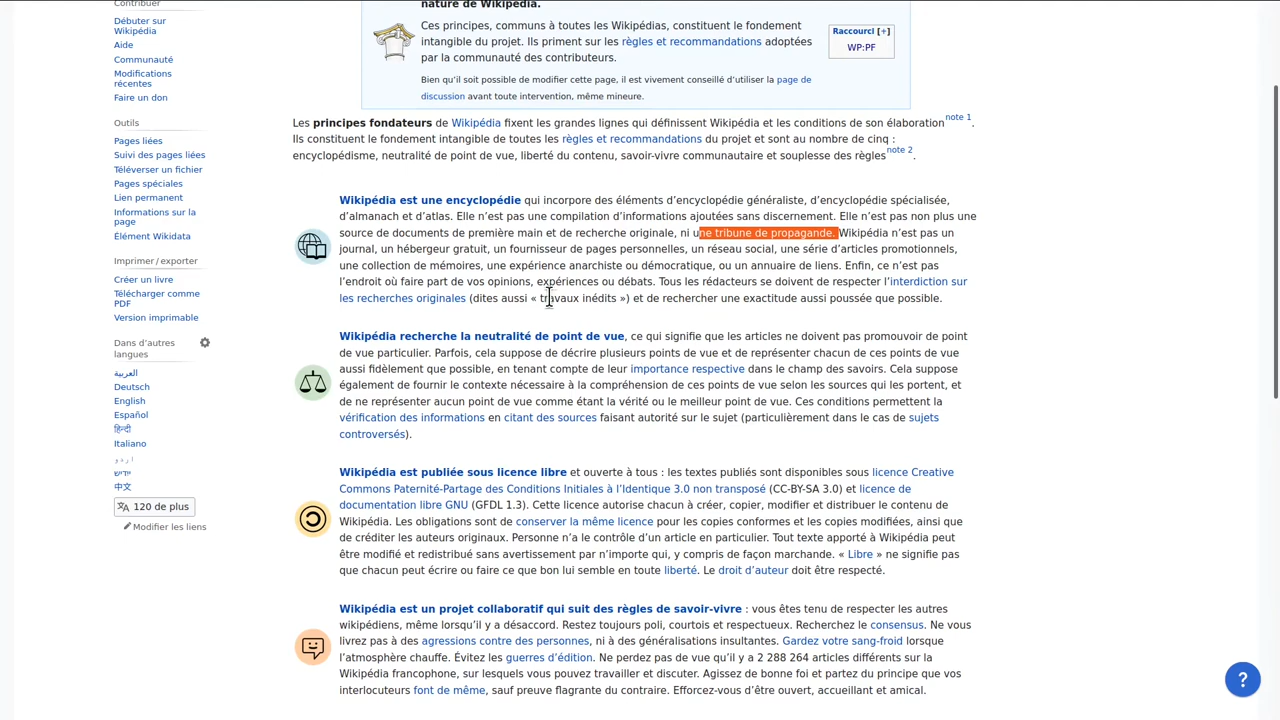 Contribuer
Débuter sur
Wikipédia
Aide
Communauté
Modifications
récentes
Faire un don
Outils
Pages liées
Suivi des pages liées
Téléverser un fichier
Pages spéciales
Lien permanent
Informations sur la
page
Élément Wikidata
Imprimer / exporter
Créer un livre
Télécharger comme
PDF
Version imprimable
Dans d’autres
langues
العربية
Deutsch
English
Español
हिन्दी
Italiano
اردو
ייִדיש
中文
120 de plus
Modifier les liens
nature de Wikipédia.
Ces principes, communs à toutes les Wikipédias, constituent le fondement
intangible du projet. Ils priment sur les règles et recommandations adoptées
par la communauté des contributeurs.
Bien qu’il soit possible de modifier cette page, il est vivement conseillé d’utiliser la page de
discussion avant toute intervention, même mineure.
Raccourci [+]
WP:PF
Les principes fondateurs de Wikipédia fixent les grandes lignes qui définissent Wikipédia et les conditions de son élaboration note 1.
Ils constituent le fondement intangible de toutes les règles et recommandations du projet et sont au nombre de cinq :
encyclopédisme, neutralité de point de vue, liberté du contenu, savoir-vivre communautaire et souplesse des règles note 2.
Wikipédia est une encyclopédie qui incorpore des éléments d’encyclopédie généraliste, d’encyclopédie spécialisée,
d’almanach et d’atlas. Elle n’est pas une compilation d’informations ajoutées sans discernement. Elle n’est pas non plus une
source de documents de première main et de recherche originale, ni une tribune de propagande. Wikipédia n’est pas un
journal, un hébergeur gratuit, un fournisseur de pages personnelles, un réseau social, une série d’articles promotionnels,
une collection de mémoires, une expérience anarchiste ou démocratique, ou un annuaire de liens. Enfin, ce n’est pas
l’endroit où faire part de vos opinions, expériences ou débats. Tous les rédacteurs se doivent de respecter l’interdiction sur
les recherches originales (dites aussi « travaux inédits ») et de rechercher une exactitude aussi poussée que possible.
Wikipédia recherche la neutralité de point de vue, ce qui signifie que les articles ne doivent pas promouvoir de point
de vue particulier. Parfois, cela suppose de décrire plusieurs points de vue et de représenter chacun de ces points de vue
aussi fidèlement que possible, en tenant compte de leur importance respective dans le champ des savoirs. Cela suppose
également de fournir le contexte nécessaire à la compréhension de ces points de vue selon les sources qui les portent, et
de ne représenter aucun point de vue comme étant la vérité ou le meilleur point de vue. Ces conditions permettent la
vérification des informations en citant des sources faisant autorité sur le sujet (particulièrement dans le cas de sujets
controversés).
Wikipédia est publiée sous licence libre et ouverte à tous : les textes publiés sont disponibles sous licence Creative
Commons Paternité-Partage des Conditions Initiales à l’Identique 3.0 non transposé (CC-BY-SA 3.0) et licence de
documentation libre GNU (GFDL 1.3). Cette licence autorise chacun à créer, copier, modifier et distribuer le contenu de
Wikipédia. Les obligations sont de conserver la même licence pour les copies conformes et les copies modifiées, ainsi que
de créditer les auteurs originaux. Personne n’a le contrôle d’un article en particulier. Tout texte apporté à Wikipédia peut
être modifié et redistribué sans avertissement par n’importe qui, y compris de façon marchande. « Libre » ne signifie pas
que chacun peut écrire ou faire ce que bon lui semble en toute liberté. Le droit d’auteur doit être respecté.
Wikipédia est un projet collaboratif qui suit des règles de savoir-vivre : vous êtes tenu de respecter les autres
wikipédiens, même lorsqu’il y a désaccord. Restez toujours poli, courtois et respectueux. Recherchez le consensus. Ne vous
livrez pas à des agressions contre des personnes, ni à des généralisations insultantes. Gardez votre sang-froid lorsque
l’atmosphère chauffe. Évitez les guerres d’édition. Ne perdez pas de vue qu’il y a 2 288 264 articles différents sur la
Wikipédia francophone, sur lesquels vous pouvez travailler et discuter. Agissez de bonne foi et partez du principe que vos
interlocuteurs font de même, sauf preuve flagrante du contraire. Efforcez-vous d’être ouvert, accueillant et amical.
?